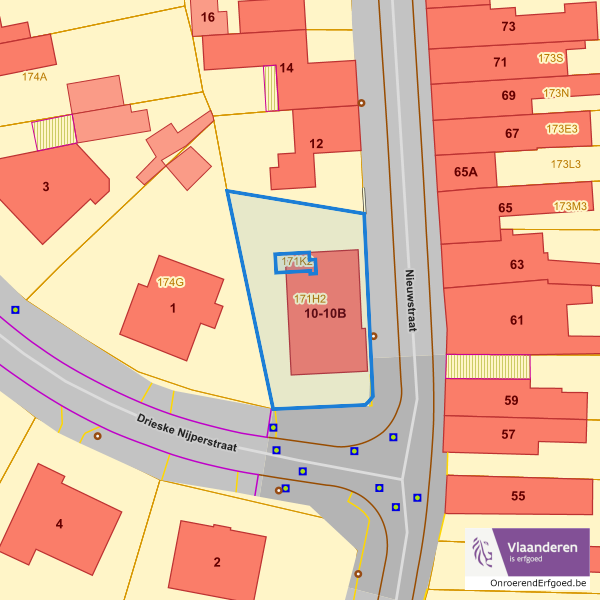 16
73
174A
14
71
173S
69
173N
67
173E3
12
65A
173L3
3
65
173M3
171K2
63
174G
1
171H2
10-10B
61
Nieuwstraat
59
57
Drieske Nijperstraat
55
4
2
Vlaanderen
is erfgoed
OnroerendErfgoed.be